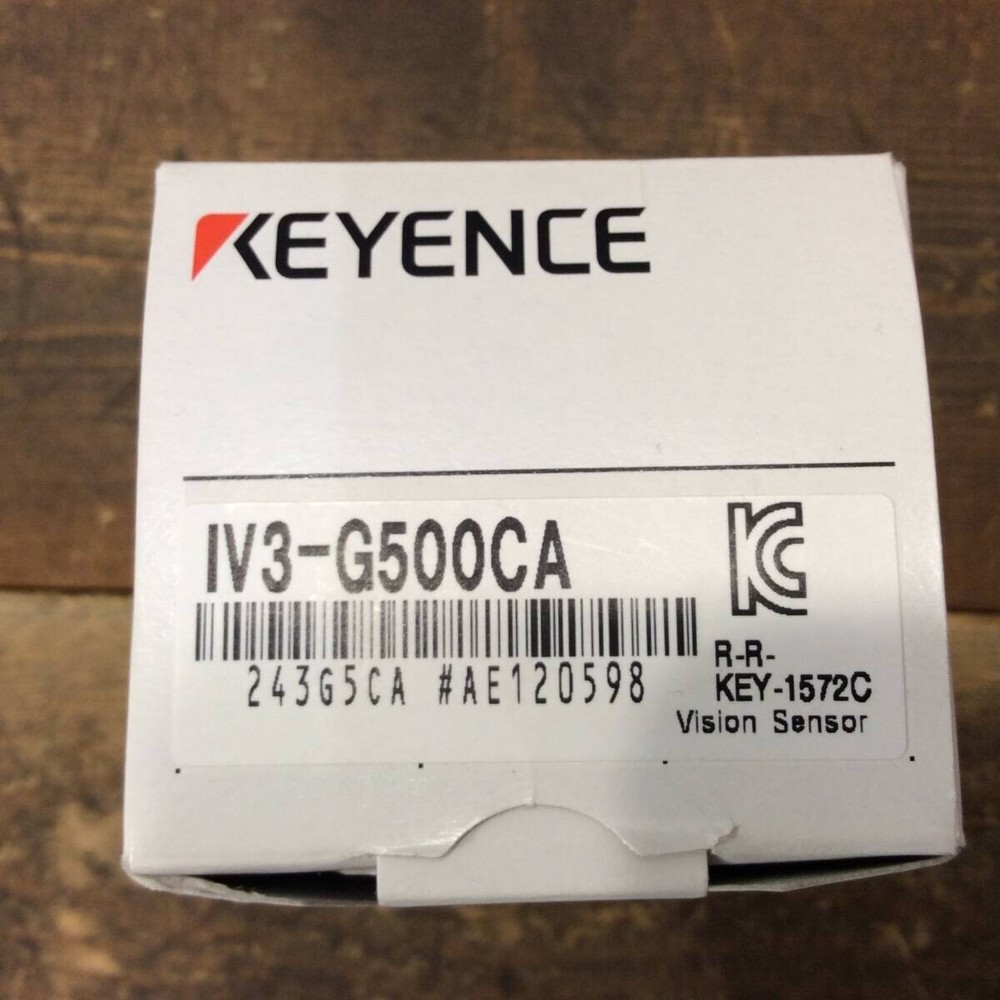 KEYENCE
IV3-G500CA
243G5CA #AE120598
R-R-
KEY-1572C
Vision Sensor